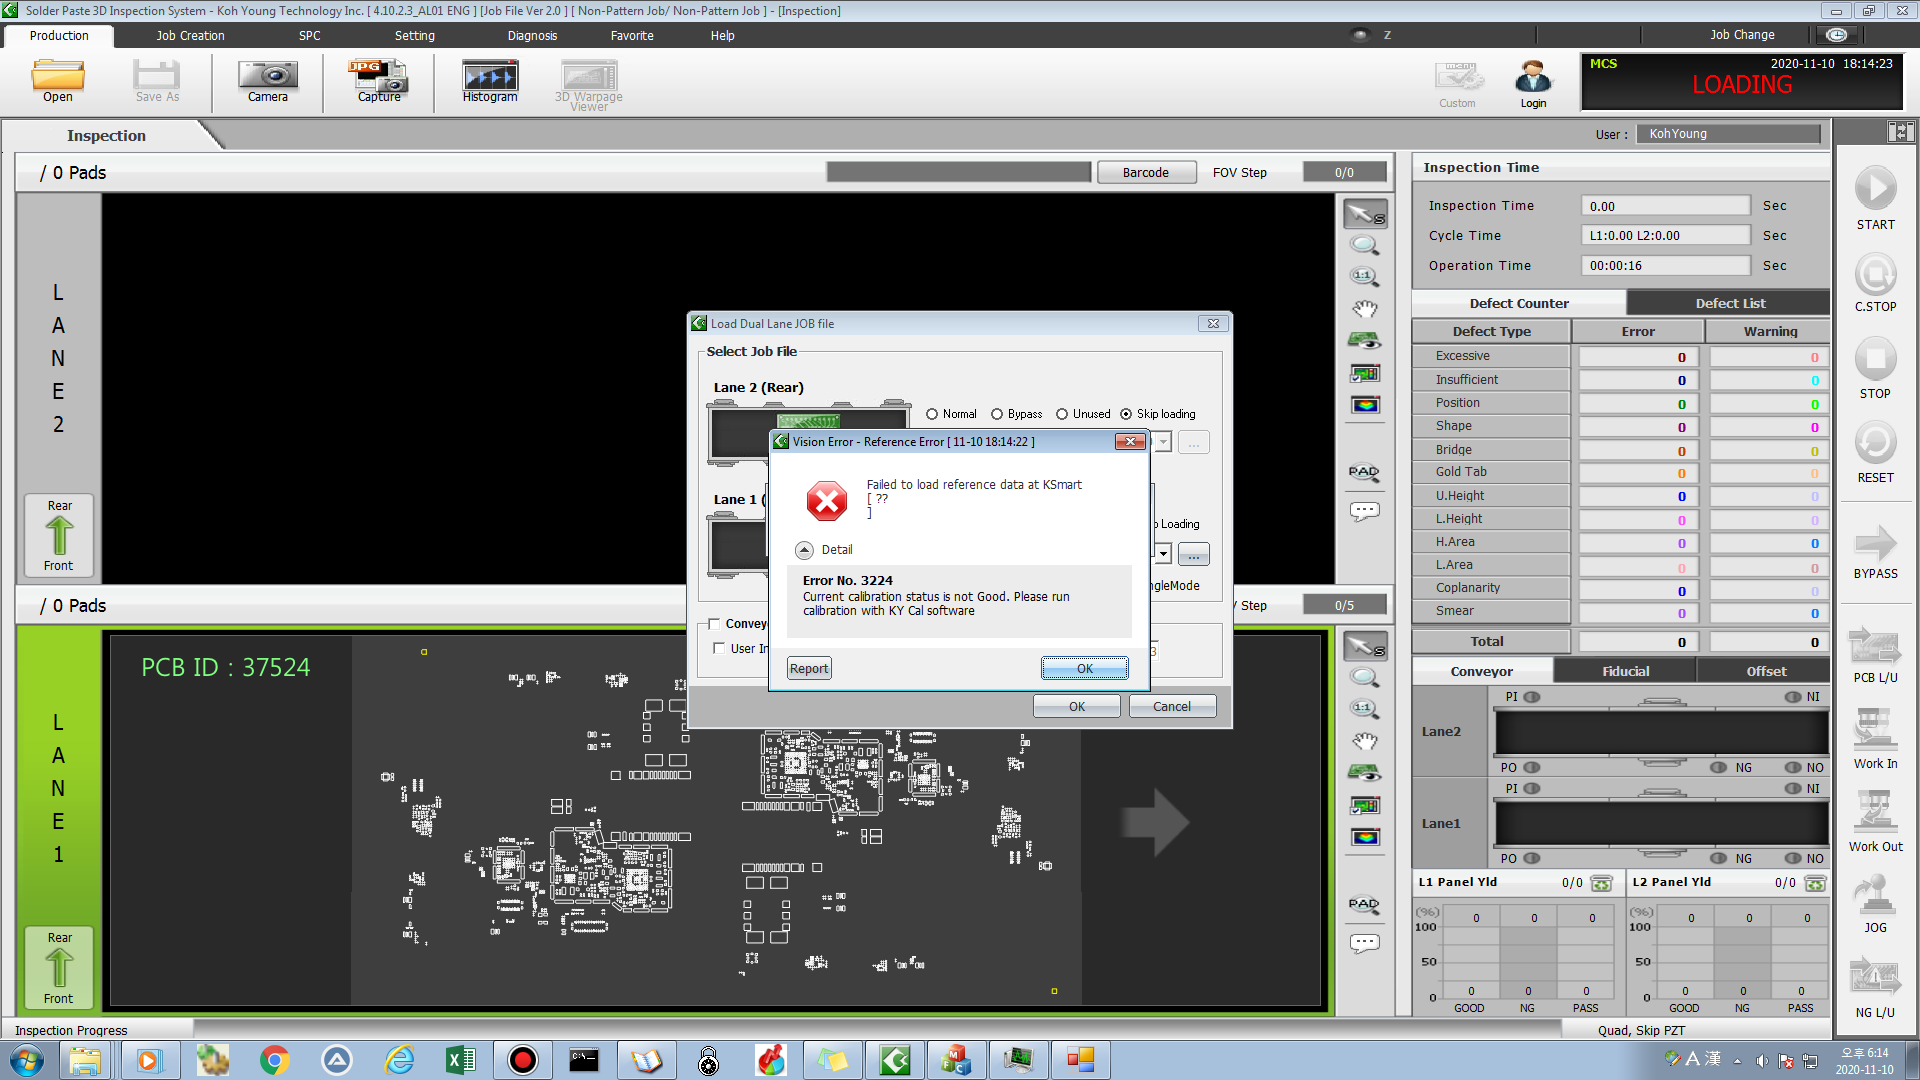 Solder Paste 3D Inspection System - Koh Young Technology Inc. [ 4.10.2.3_AL01 ENG ] [Job File Ver 2.0 ] [ Non-Pattern Job/ Non-Pattern Job ] - [Inspection]
Production Job Creation SPC Setting Diagnosis Favorite Help Z Job Change
Open Save As Camera JPG Capture Histogram 3D Warpage Viewer Custom Login
MCS 2020-11-10 18:14:23
LOADING
Inspection
User : KohYoung
/ 0 Pads
Barcode FOV Step 0/0
LANE2
Rear
Front
Inspection Time
Inspection Time 0.00 Sec
Cycle Time L1:0.00 L2:0.00 Sec
Operation Time 00:00:16 Sec
Defect Counter Defect List
Defect Type Error Warning
Excessive 0 0
Insufficient 0 0
Position 0 0
Shape 0 0
Bridge 0 0
Gold Tab 0 0
U.Height 0 0
L.Height 0 0
H.Area 0 0
L.Area 0 0
Coplanarity 0 0
Smear 0 0
Total 0 0
START
C.STOP
STOP
RESET
BYPASS
PCB L/U
Work In
Work Out
JOG
NG L/U
S
1:1
PAD
Load Dual Lane JOB file
Select Job File
Lane 2 (Rear)
Normal Bypass Unused Skip loading
...
Lane 1 (
Loading
...
ngleMode
Convey
User In
3
OK Cancel
Vision Error - Reference Error [ 11-10 18:14:22 ]
Failed to load reference data at KSmart
[ ??
]
Detail
Error No. 3224
Current calibration status is not Good. Please run
calibration with KY Cal software
Report OK
/ 0 Pads
Step 0/5
LANE1
Rear
Front
PCB ID : 37524
S
1:1
PAD
Conveyor Fiducial Offset
PI NI
Lane2
PO NG NO
PI NI
Lane1
PO NG NO
L1 Panel Yld 0/0 L2 Panel Yld 0/0
(%) 0 0 0 (%) 0 0 0
100 100
50 50
0 0 0 0 0 0 0 0
GOOD NG PASS GOOD NG PASS
Inspection Progress
Quad, Skip PZT
A 漢
오후 6:14
2020-11-10